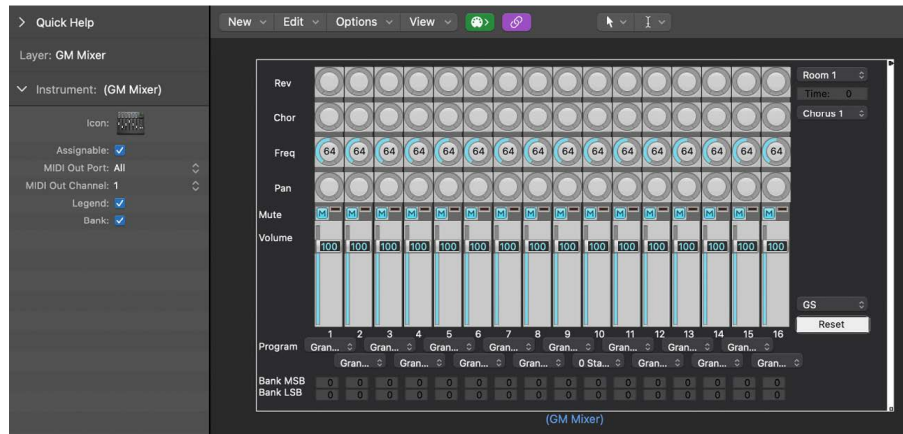 Quick Help
Layer: GM Mixer
Instrument: (GM Mixer)
Icon:
Assignable:
MIDI Out Port: All
MIDI Out Channel: 1
Legend:
Bank:
New Edit Options View
Rev
Room 1
Time: 0
Chor
Chorus 1
Freq 64 64 64 64 64 64 64 64 64 64 64 64 64 64 64 64
Pan
Mute M M M M M M M M M M M M M M M M
Volume
100 100 100 100 100 100 100 100 100 100 100 100 100 100 100 100
GS
Reset
1 2 3 4 5 6 7 8 9 10 11 12 13 14 15 16
Program Gran... Gran... Gran... Gran... Gran... Gran... Gran... Gran...
Gran... Gran... Gran... Gran... 0 Sta... Gran... Gran... Gran...
Bank MSB 0 0 0 0 0 0 0 0 0 0 0 0 0 0 0 0
Bank LSB 0 0 0 0 0 0 0 0 0 0 0 0 0 0 0 0
(GM Mixer)